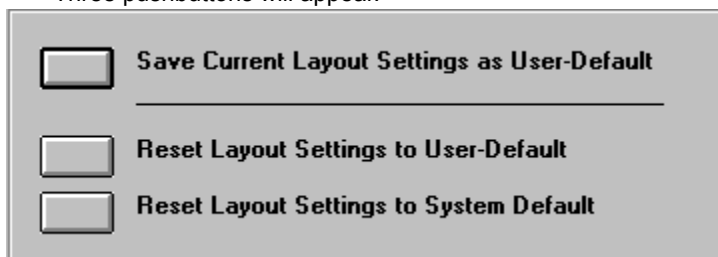 Three pushbuttons will appear.
Save Current Layout Settings as User-Default
Reset Layout Settings to User-Default
Reset Layout Settings to System Default